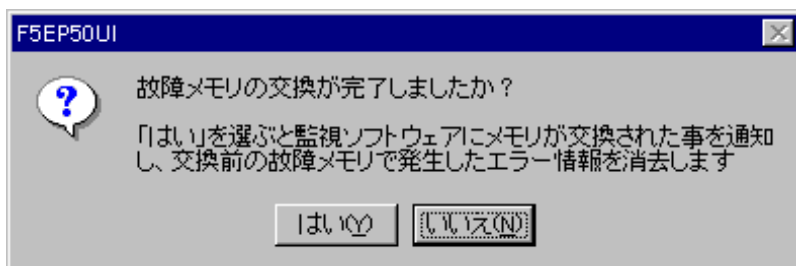 F5EP50UI
故障メモリの交換が完了しましたか？
「はい」を選ぶと監視ソフトウェアにメモリが交換された事を通知
し、交換前の故障メモリで発生したエラー情報を消去します
はい(Y)
いいえ(N)